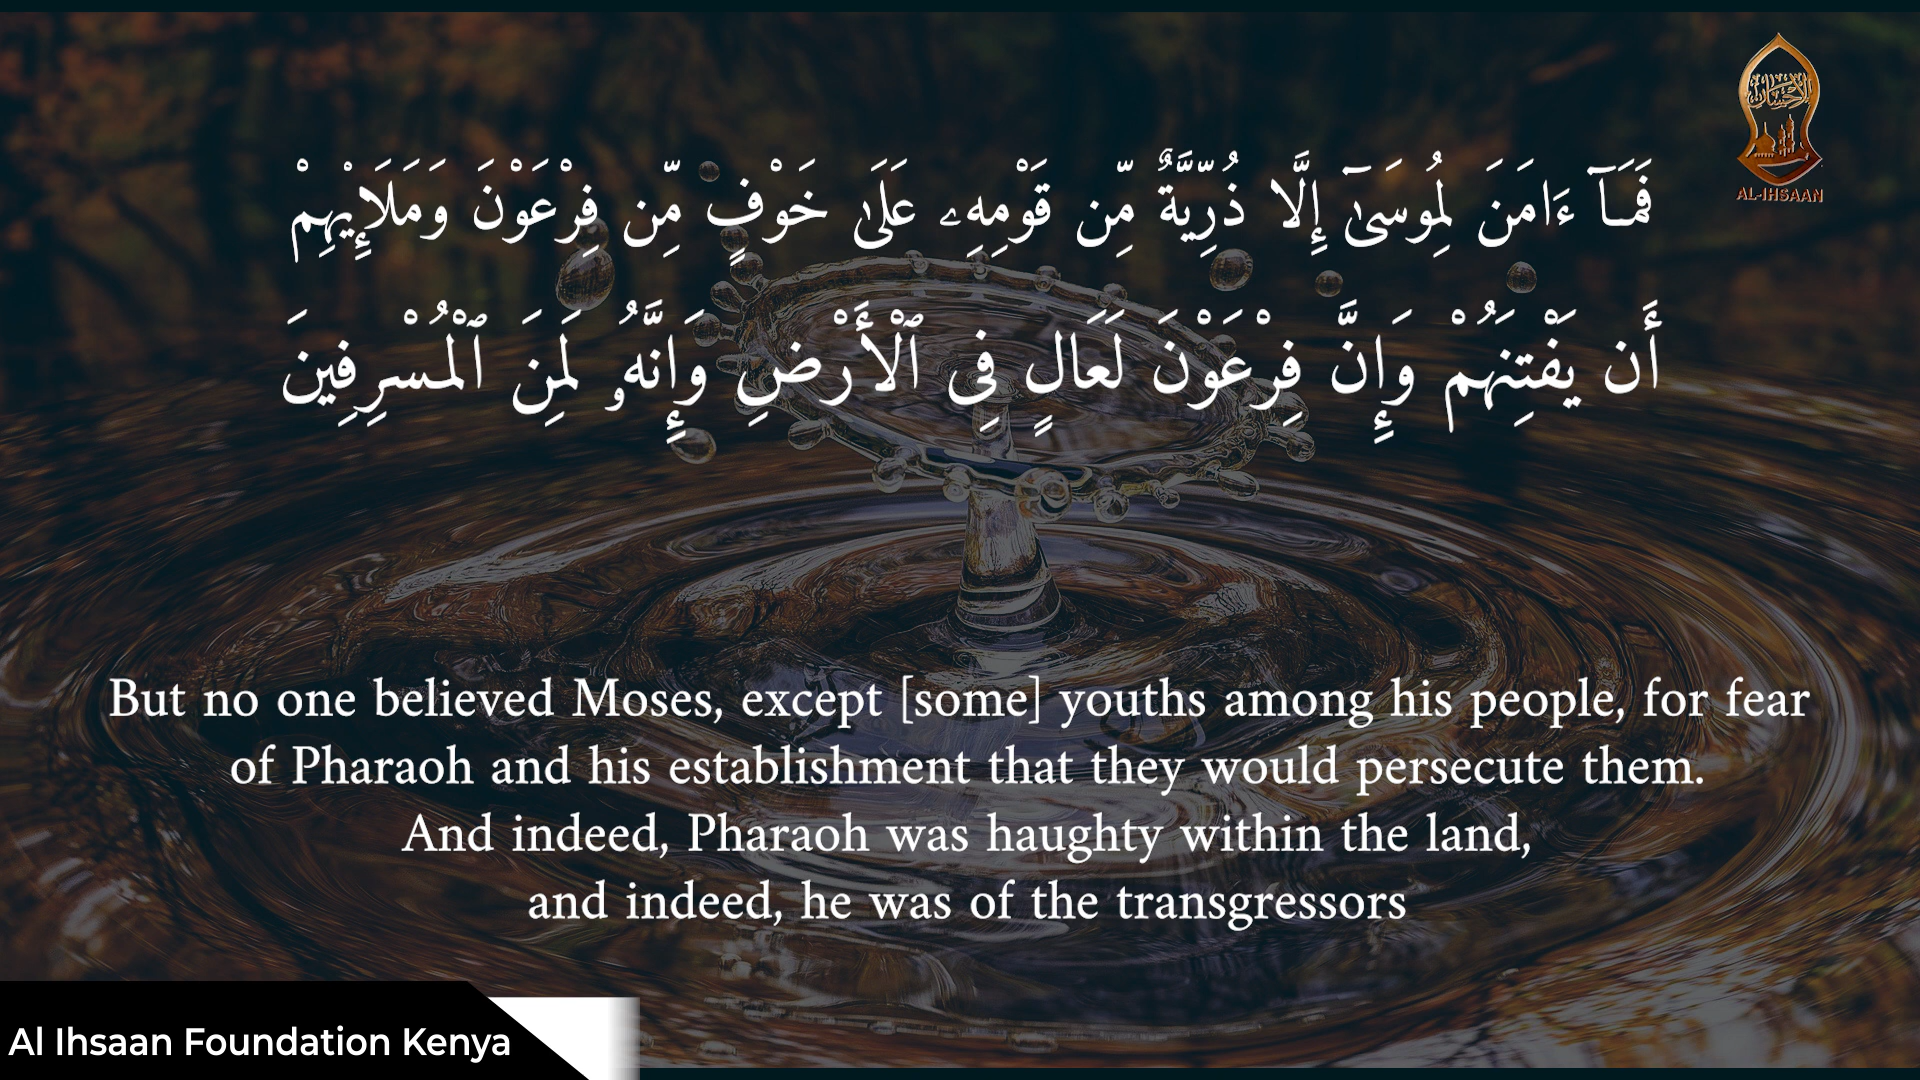 الإحسان
AL-IHSAAN
فَمَآ ءَامَنَ لِمُوسَىٰٓ إِلَّا ذُرِّيَّةٌ مِّن قَوْمِهِۦ عَلَىٰ خَوْفٍ مِّن فِرْعَوْنَ وَمَلَإِي۟هِمْ
أَن يَفْتِنَهُمْ وَإِنَّ فِرْعَوْنَ لَعَالٍ فِى ٱلْأَرْضِ وَإِنَّهُۥ لَمِنَ ٱلْمُسْرِفِينَ
But no one believed Moses, except [some] youths among his people, for fear
of Pharaoh and his establishment that they would persecute them.
And indeed, Pharaoh was haughty within the land,
and indeed, he was of the transgressors
Al Ihsaan Foundation Kenya